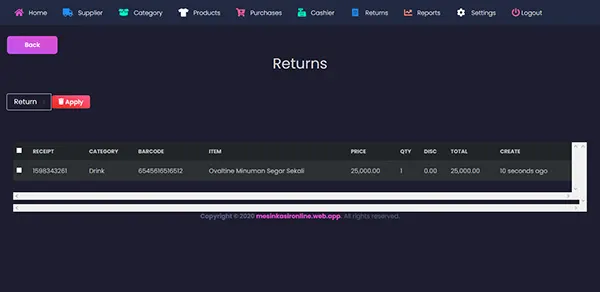 Home Supplier Category Products Purchases Cashier Returns Reports Settings Logout
Back
Returns
Return Apply
RECEIPT CATEGORY BARCODE ITEM PRICE QTY DISC TOTAL CREATE
1598343261 Drink 6545616516512 Ovaltine Minuman Segar Sekali 25,000.00 1 0.00 25,000.00 10 seconds ago
Copyright © 2020 mesinkasironline.web.app. All rights reserved.